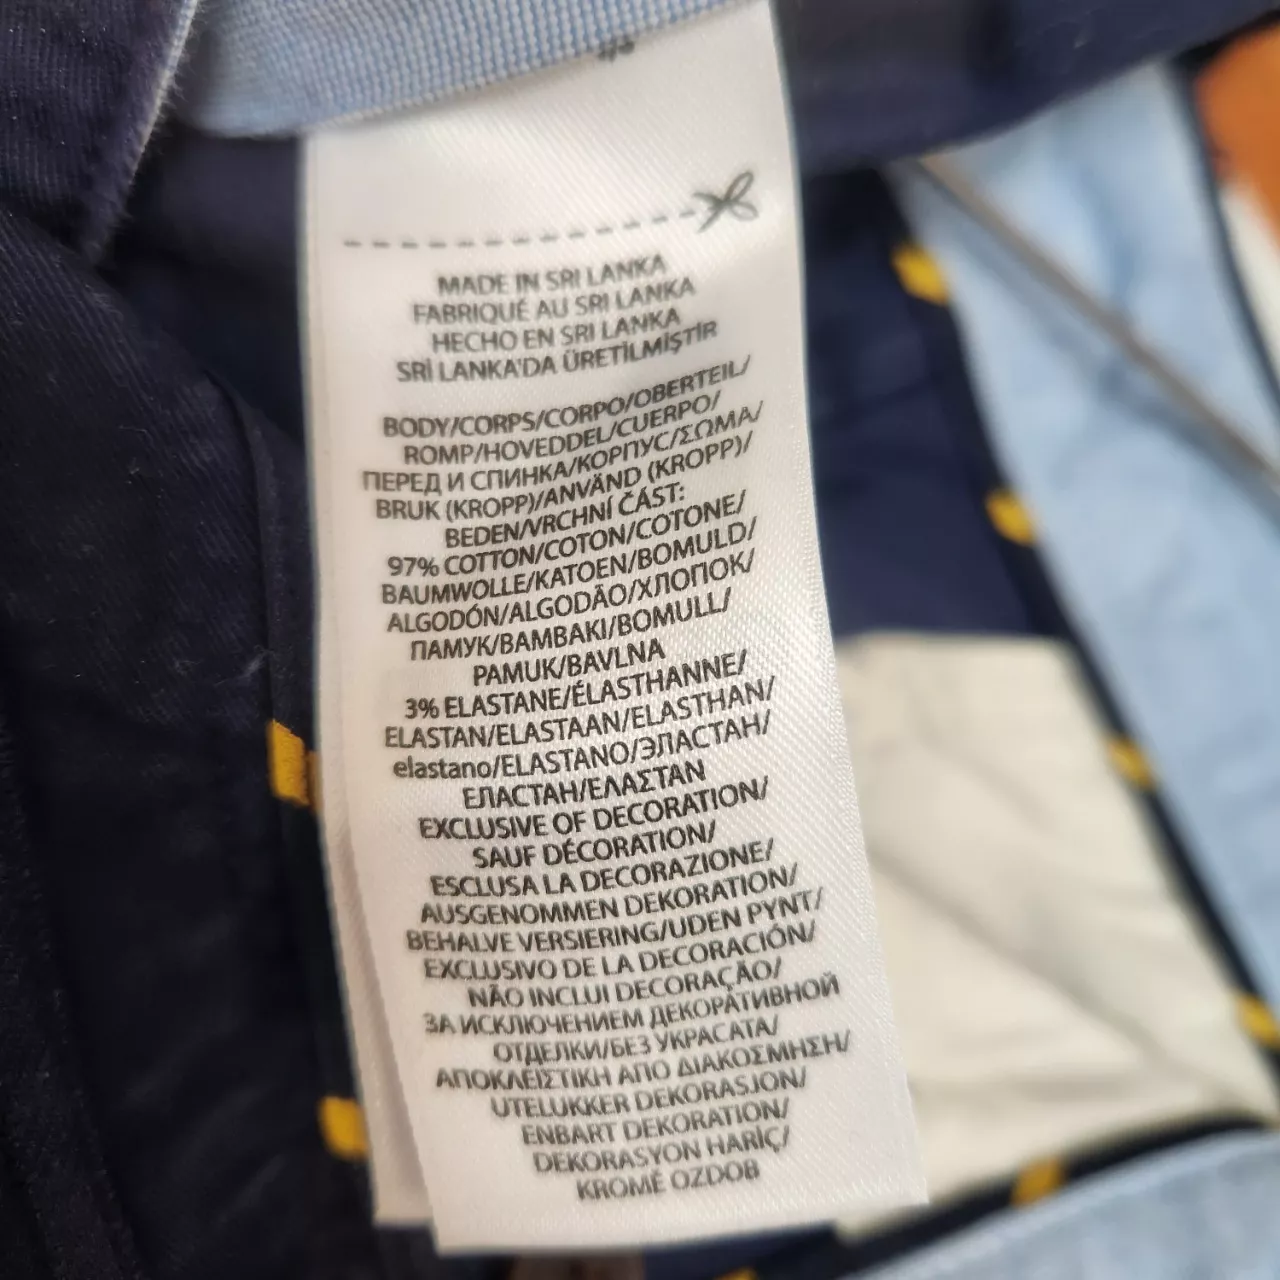 MADE IN SRI LANKA
FABRIQUÉ AU SRI LANKA
HECHO EN SRI LANKA
SRİ LANKA'DA ÜRETİLMİŞTİR
BODY/CORPS/CORPO/OBERTEIL/
ROMP/HOVEDDEL/CUERPO/
ПЕРЕД И СПИНКА/КОРПУС/ΣΩΜΑ/
BRUK (KROPP)/ANVÄND (KROPP)/
BEDEN/VRCHNÍ ČÁST:
97% COTTON/COTON/COTONE/
BAUMWOLLE/KATOEN/BOMULD/
ALGODÓN/ALGODÃO/ХЛОПОК/
ПАМУК/BAMBAKI/BOMULL/
PAMUK/BAVLNA
3% ELASTANE/ÉLASTHANNE/
ELASTAN/ELASTAAN/ELASTHAN/
elastano/ELASTANO/ЭЛАСТАН/
ЕЛАСТАН/ΕΛΑΣΤΑΝ
EXCLUSIVE OF DECORATION/
SAUF DÉCORATION/
ESCLUSA LA DECORAZIONE/
AUSGENOMMEN DEKORATION/
BEHALVE VERSIERING/UDEN PYNT/
EXCLUSIVO DE LA DECORACIÓN/
NÃO INCLUI DECORAÇÃO/
ЗА ИСКЛЮЧЕНИЕМ ДЕКОРАТИВНОЙ
ОТДЕЛКИ/БЕЗ УКРАСАТА/
ΑΠΟΚΛΕΙΣΤΙΚΗ ΑΠΟ ΔΙΑΚΟΣΜΗΣΗ/
UTELUKKER DEKORASJON/
ENBART DEKORATION/
DEKORASYON HARİÇ/
KROMĚ OZDOB